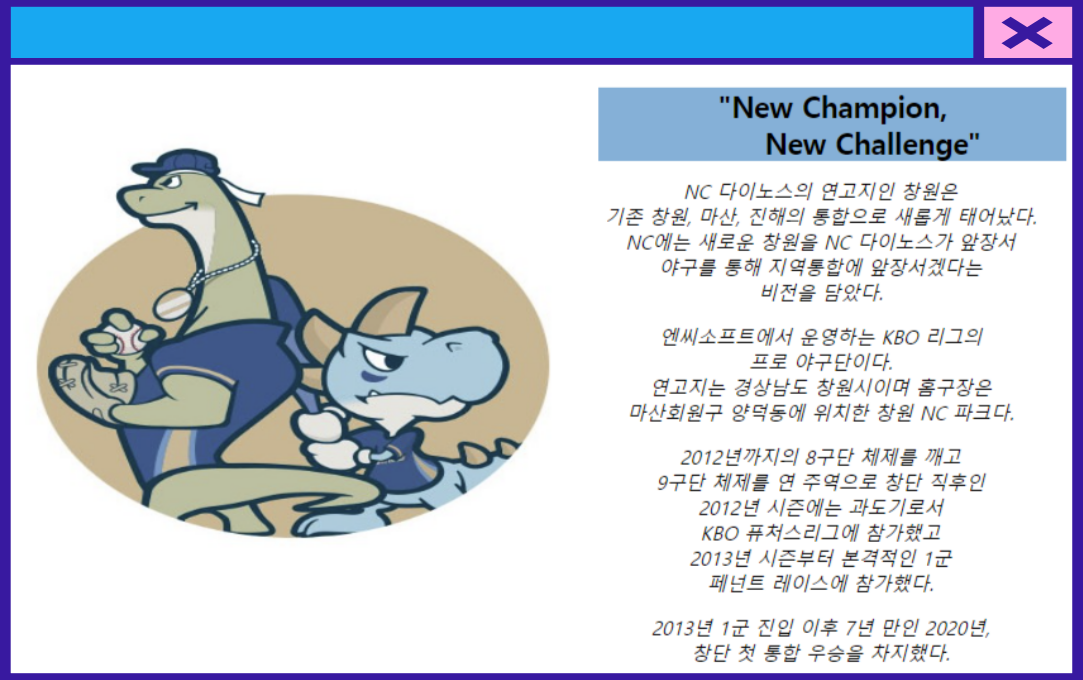 "New Champion,
New Challenge"
NC 다이노스의 연고지인 창원은
기존 창원, 마산, 진해의 통합으로 새롭게 태어났다.
NC에는 새로운 창원을 NC 다이노스가 앞장서
야구를 통해 지역통합에 앞장서겠다는
비전을 담았다.
엔씨소프트에서 운영하는 KBO 리그의
프로 야구단이다.
연고지는 경상남도 창원시이며 홈구장은
마산회원구 양덕동에 위치한 창원 NC 파크다.
2012년까지의 8구단 체제를 깨고
9구단 체제를 연 주역으로 창단 직후인
2012년 시즌에는 과도기로서
KBO 퓨처스리그에 참가했고
2013년 시즌부터 본격적인 1군
페넌트 레이스에 참가했다.
2013년 1군 진입 이후 7년 만인 2020년,
창단 첫 통합 우승을 차지했다.